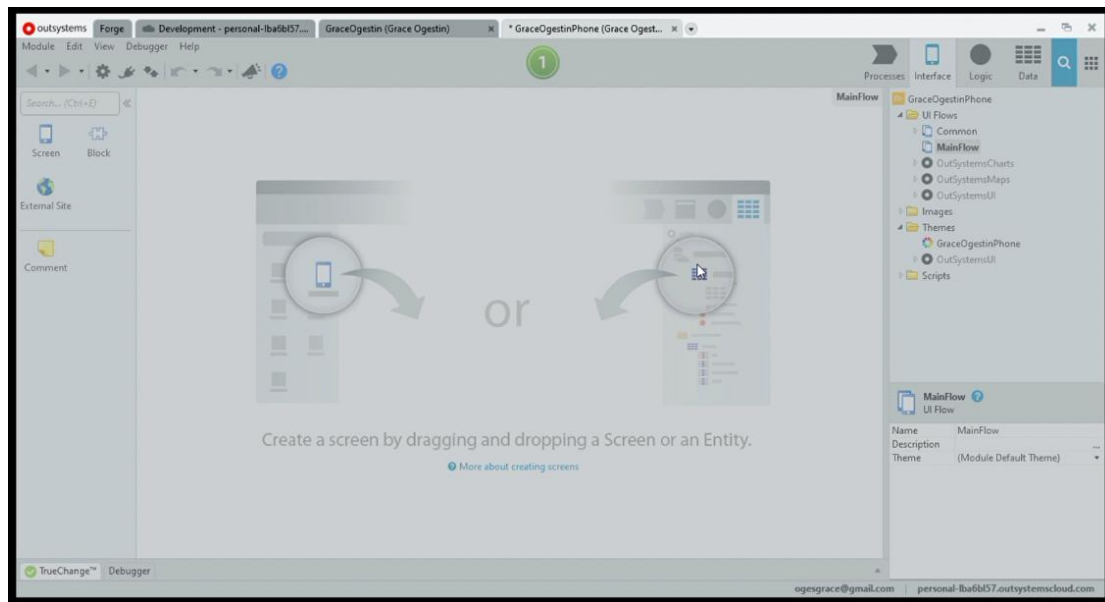 outsystems Forge Development - personal-lba6bl57.... GraceOgestin (Grace Ogestin) * GraceOgestinPhone (Grace Ogest...
Module Edit View Debugger Help
1
Processes Interface Logic Data
Search... (Ctrl+E)
MainFlow
Screen Block
External Site
Comment
or
Create a screen by dragging and dropping a Screen or an Entity.
More about creating screens
GraceOgestinPhone
UI Flows
Common
MainFlow
OutSystemsCharts
OutSystemsMaps
OutSystemsUI
Images
Themes
GraceOgestinPhone
OutSystemsUI
Scripts
MainFlow
UI Flow
Name MainFlow
Description ...
Theme (Module Default Theme)
TrueChange™ Debugger
ogesgrace@gmail.com | personal-lba6bl57.outsystemscloud.com